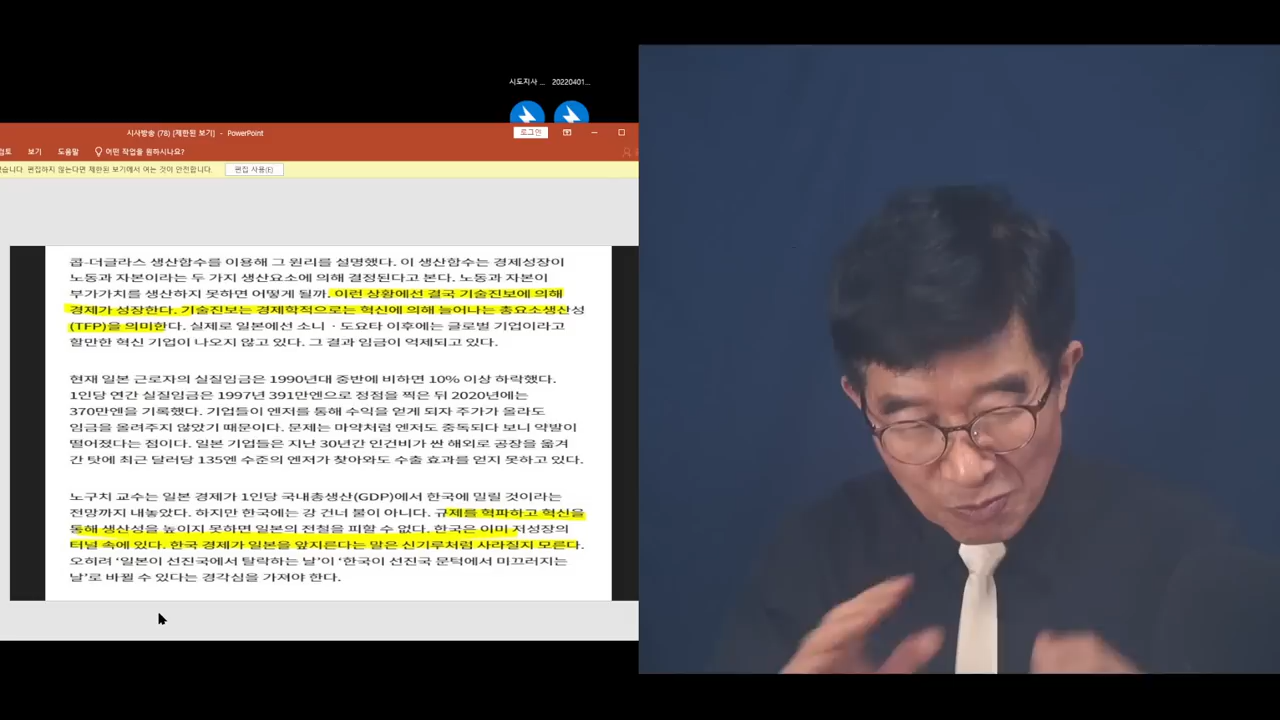 시도지사 ... 20220401...
시사방송 (78) [제한된 보기] - PowerPoint 로그인
검토 보기 도움말 어떤 작업을 원하시나요?
습니다. 편집하지 않는다면 제한된 보기에서 여는 것이 안전합니다. 편집 사용(E)
콥-더글라스 생산함수를 이용해 그 원리를 설명했다. 이 생산함수는 경제성장이
노동과 자본이라는 두 가지 생산요소에 의해 결정된다고 본다. 노동과 자본이
부가가치를 생산하지 못하면 어떻게 될까. 이런 상황에선 결국 기술진보에 의해
경제가 성장한다. 기술진보는 경제학적으로는 혁신에 의해 늘어나는 총요소생산성
(TFP)을 의미한다. 실제로 일본에선 소니 · 도요타 이후에는 글로벌 기업이라고
할만한 혁신 기업이 나오지 않고 있다. 그 결과 임금이 억제되고 있다.
현재 일본 근로자의 실질임금은 1990년대 중반에 비하면 10% 이상 하락했다.
1인당 연간 실질임금은 1997년 391만엔으로 정점을 찍은 뒤 2020년에는
370만엔을 기록했다. 기업들이 엔저를 통해 수익을 얻게 되자 주가가 올라도
임금을 올려주지 않았기 때문이다. 문제는 마약처럼 엔저도 중독되다 보니 약발이
떨어졌다는 점이다. 일본 기업들은 지난 30년간 인건비가 싼 해외로 공장을 옮겨
간 탓에 최근 달러당 135엔 수준의 엔저가 찾아와도 수출 효과를 얻지 못하고 있다.
노구치 교수는 일본 경제가 1인당 국내총생산(GDP)에서 한국에 밀릴 것이라는
전망까지 내놓았다. 하지만 한국에는 강 건너 불이 아니다. 규제를 혁파하고 혁신을
통해 생산성을 높이지 못하면 일본의 전철을 피할 수 없다. 한국은 이미 저성장의
터널 속에 있다. 한국 경제가 일본을 앞지른다는 말은 신기루처럼 사라질지 모른다.
오히려 ‘일본이 선진국에서 탈락하는 날’이 ‘한국이 선진국 문턱에서 미끄러지는
날’로 바뀔 수 있다는 경각심을 가져야 한다.